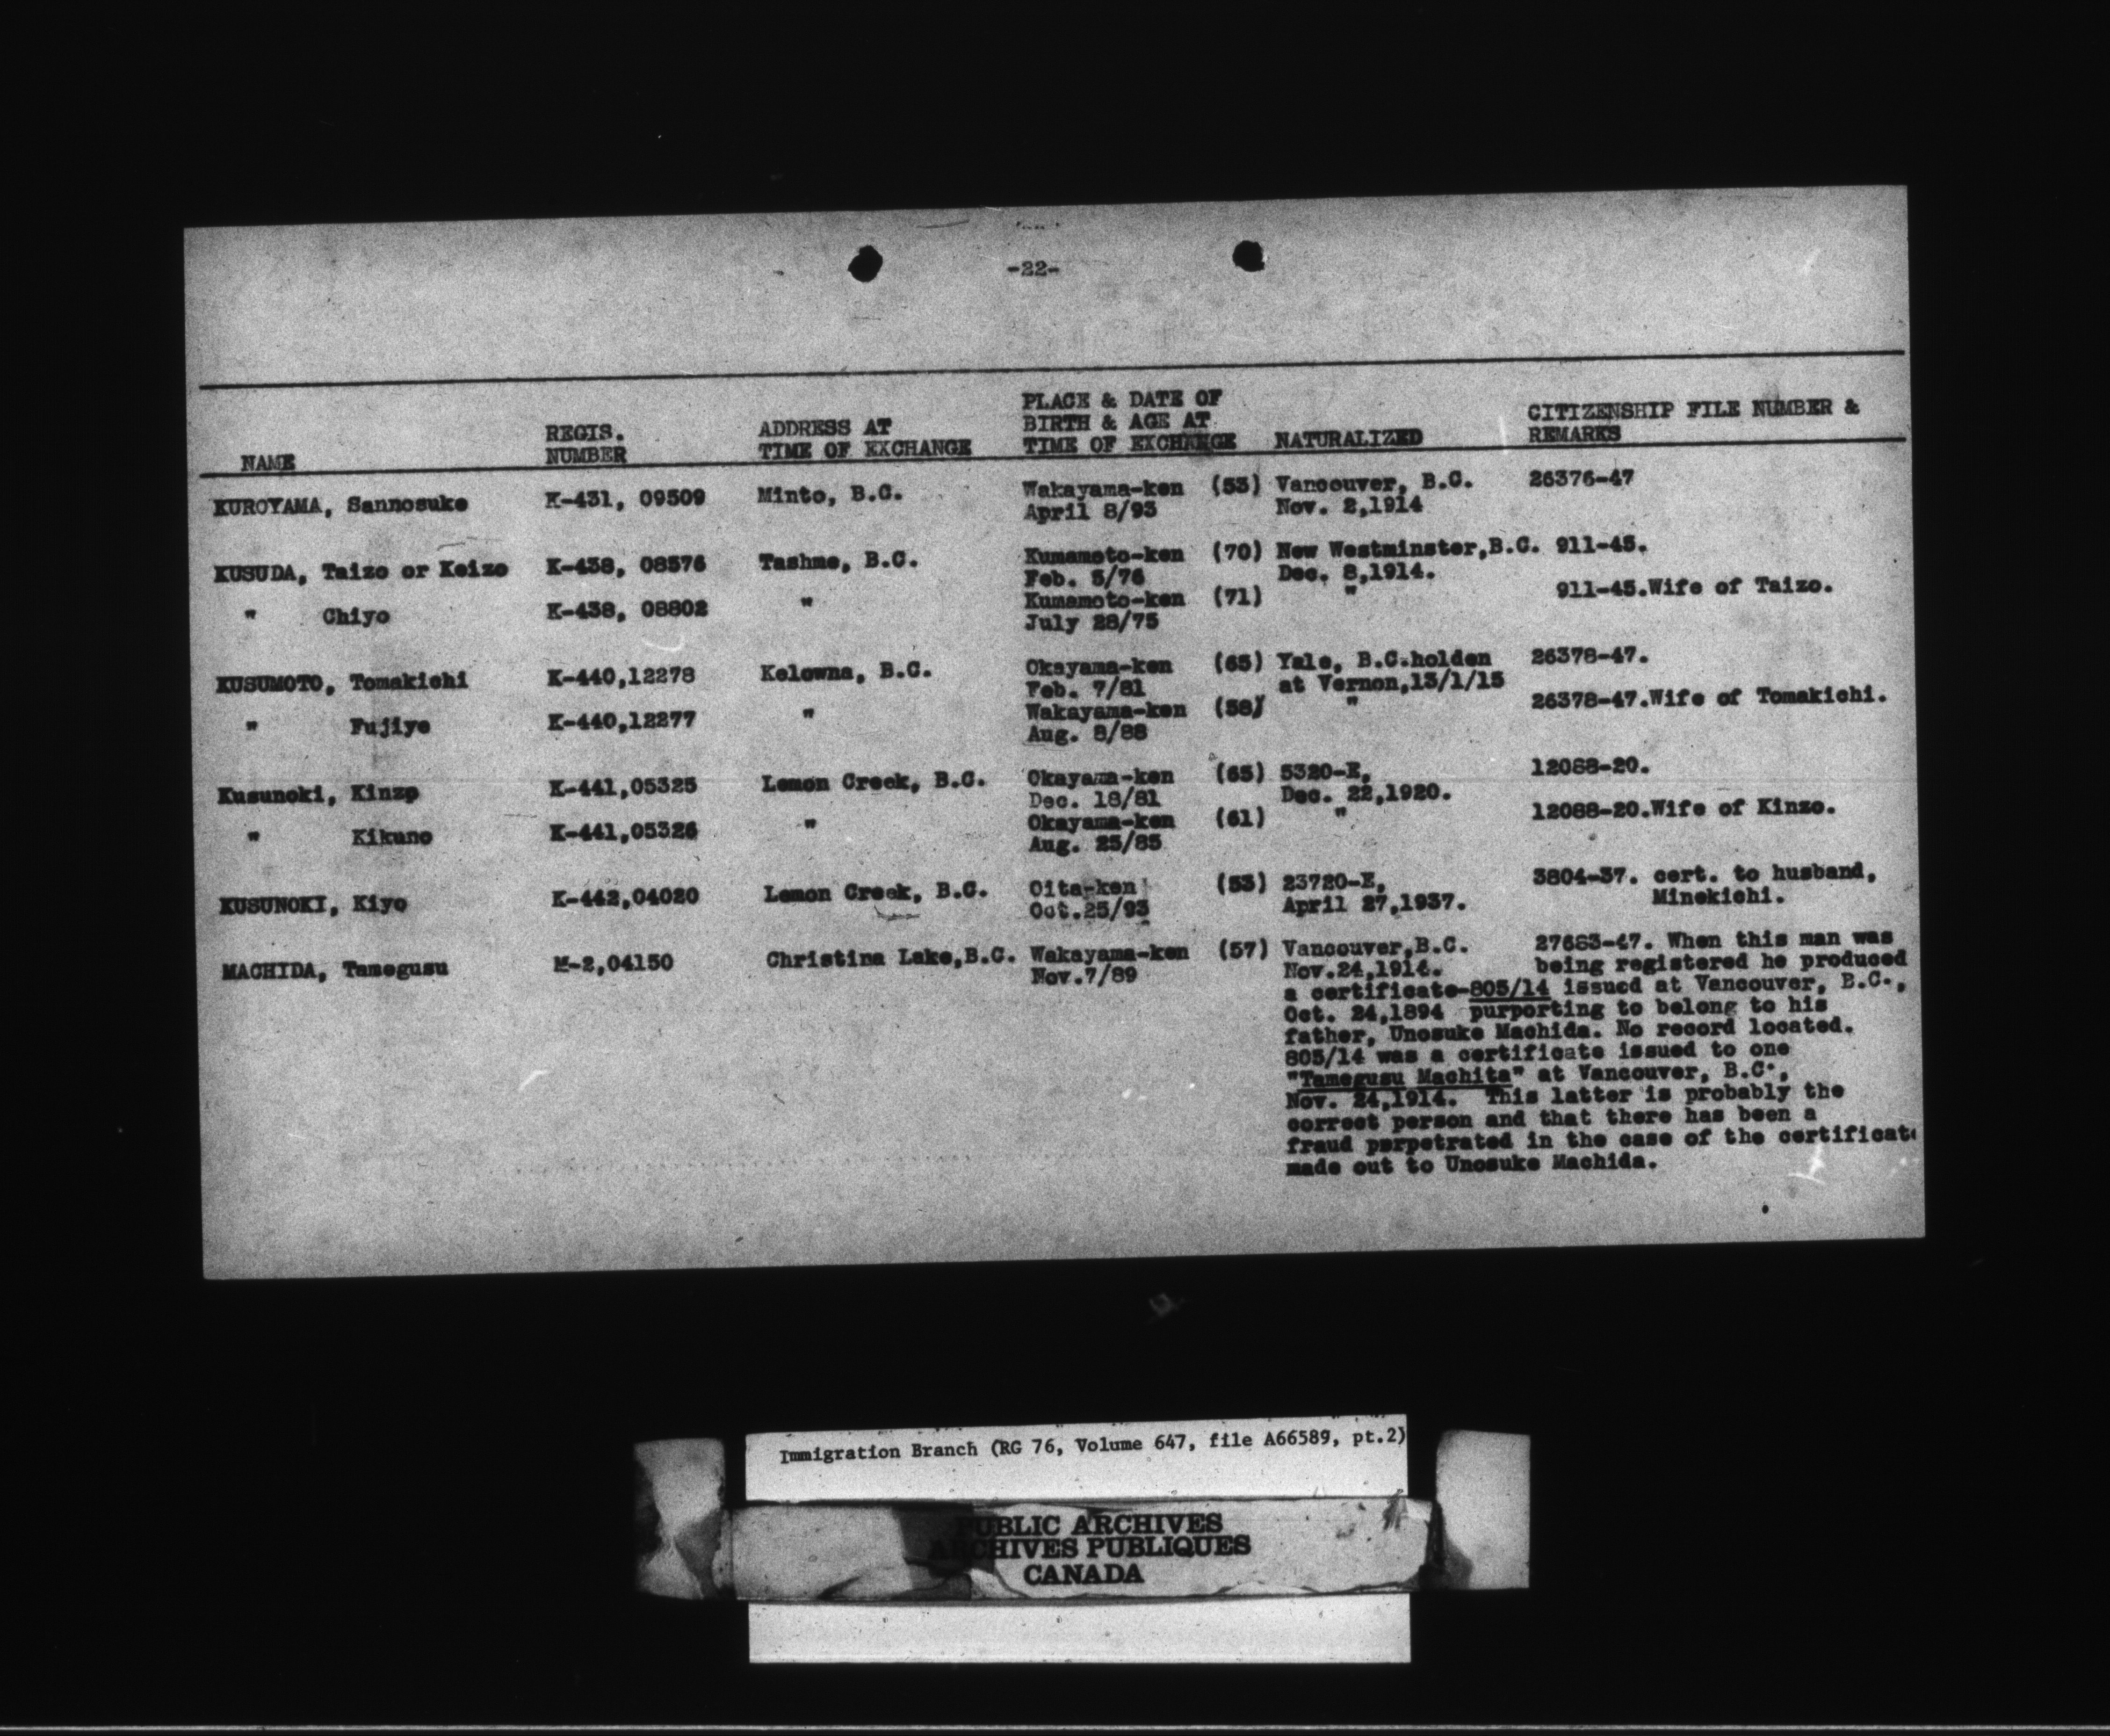 -22-
NAME
REGIS. NUMBER
ADDRESS AT TIME OF EXCHANGE
PLACE & DATE OF BIRTH & AGE AT TIME OF EXCHANGE
NATURALIZED
CITIZENSHIP FILE NUMBER & REMARKS
KUROYAMA, Sannosuke K-431, 09509 Minto, B.C. Wakayama-ken (53) Vancouver, B.C. 26376-47
April 8/93 Nov. 2,1914
KUSUDA, Taizo or Keizo K-438, 08576 Tashme, B.C. Kumamoto-ken (70) New Westminster,B.C. 911-45.
Feb. 5/76 Dec. 8,1914.
" Chiyo K-438, 08802 " Kumamoto-ken (71) " 911-45.Wife of Taizo.
July 28/75
KUSUMOTO, Tomakichi K-440,12278 Kelowna, B.C. Okayama-ken (65) Yale, B.C.holden 26378-47.
Feb. 7/81 at Vernon,13/1/15
" Fujiye K-440,12277 " Wakayama-ken (58) " 26378-47.Wife of Tomakichi.
Aug. 8/88
Kusunoki, Kinzo K-441,05325 Lemon Creek, B.C. Okayama-ken (65) 5320-E, 12088-20.
Dec. 18/81 Dec. 22,1920.
" Kikuno K-441,05326 " Okayama-ken (61) " 12088-20.Wife of Kinzo.
Aug. 25/85
KUSUNOKI, Kiyo K-442,04020 Lemon Creek, B.C. Oita-ken (53) 23720-E, 3804-37. cert. to husband,
Oct.25/93 April 27,1937. Minekichi.
MACHIDA, Tamegusu M-2,04150 Christina Lake,B.C. Wakayama-ken (57) Vancouver,B.C. 27683-47. When this man was
Nov.7/89 Nov.24,1914. being registered he produced
a certificate-805/14 issued at Vancouver, B.C.,
Oct. 24,1894 purporting to belong to his
father, Unosuke Machida. No record located.
805/14 was a certificate issued to one
"Tamegusu Machita" at Vancouver, B.C.,
Nov. 24,1914. This latter is probably the
correct person and that there has been a
fraud perpetrated in the case of the certificate
made out to Unosuke Machida.
Immigration Branch (RG 76, Volume 647, file A66589, pt.2)
PUBLIC ARCHIVES
ARCHIVES PUBLIQUES
CANADA